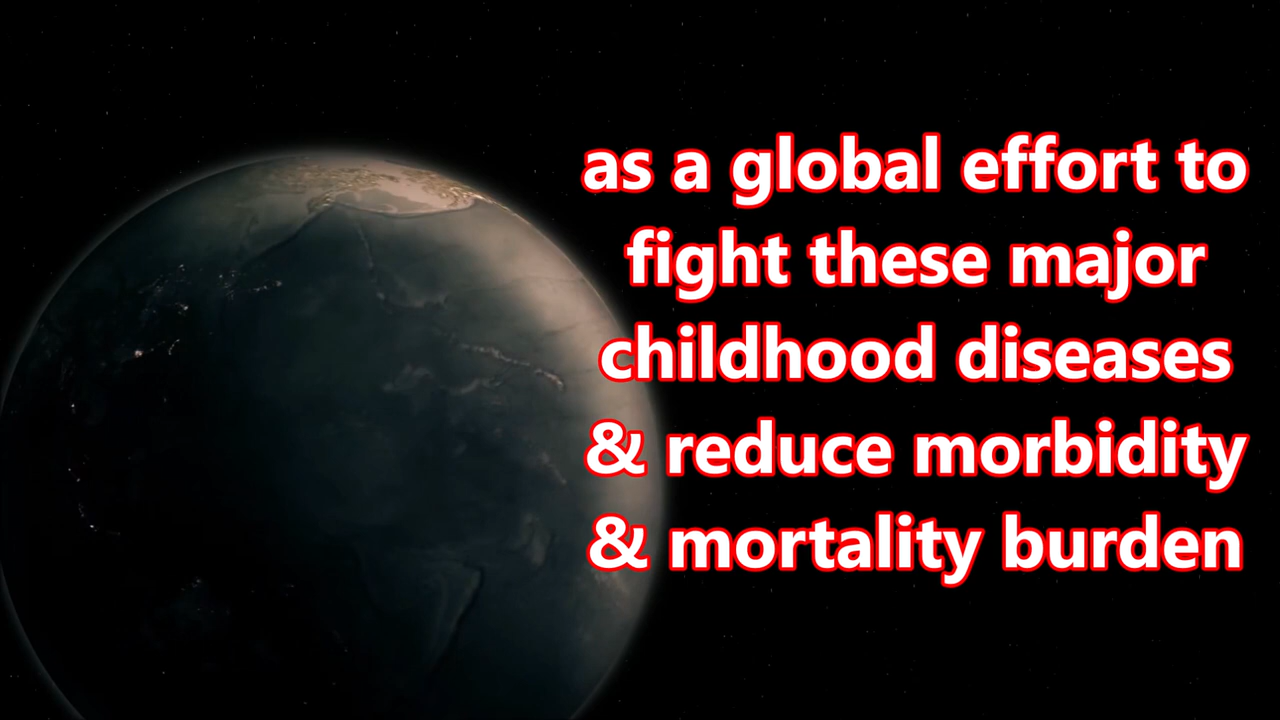 as a global effort to
fight these major
childhood diseases
& reduce morbidity
& mortality burden